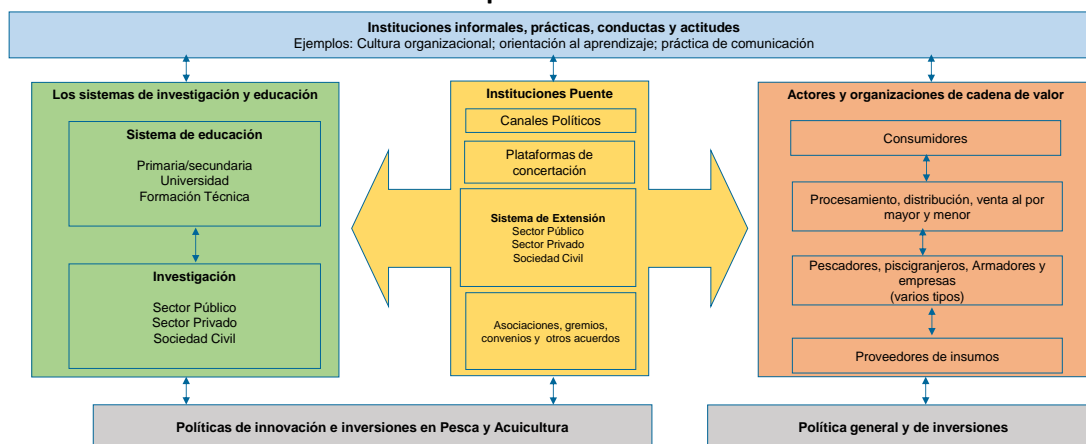 Instituciones informales, prácticas, conductas y actitudes
Ejemplos: Cultura organizacional; orientación al aprendizaje; práctica de comunicación
Los sistemas de investigación y educación
Sistema de educación
Primaria/secundaria
Universidad
Formación Técnica
Investigación
Sector Público
Sector Privado
Sociedad Civil
Instituciones Puente
Canales Políticos
Plataformas de
concertación
Sistema de Extensión
Sector Público
Sector Privado
Sociedad Civil
Asociaciones, gremios,
convenios y otros acuerdos
Actores y organizaciones de cadena de valor
Consumidores
Procesamiento, distribución, venta al por
mayor y menor
Pescadores, piscigranjeros, Armadores y
empresas
(varios tipos)
Proveedores de insumos
Políticas de innovación e inversiones en Pesca y Acuicultura
Política general y de inversiones